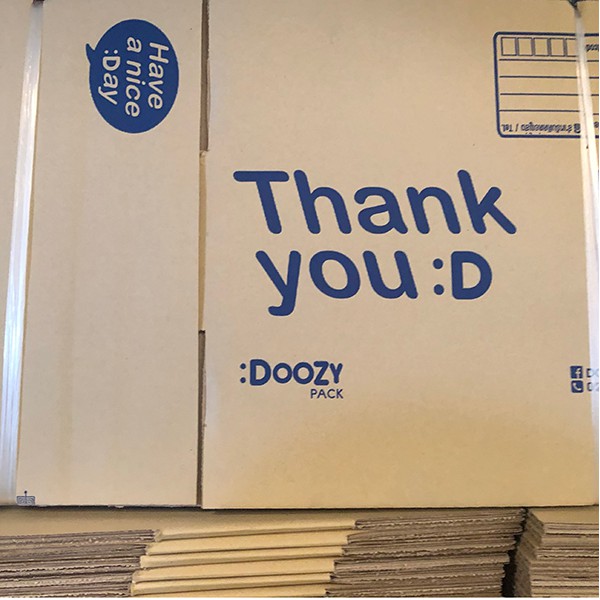 Have
a nice
:Day
Thank
you :D
:DOOZY
PACK